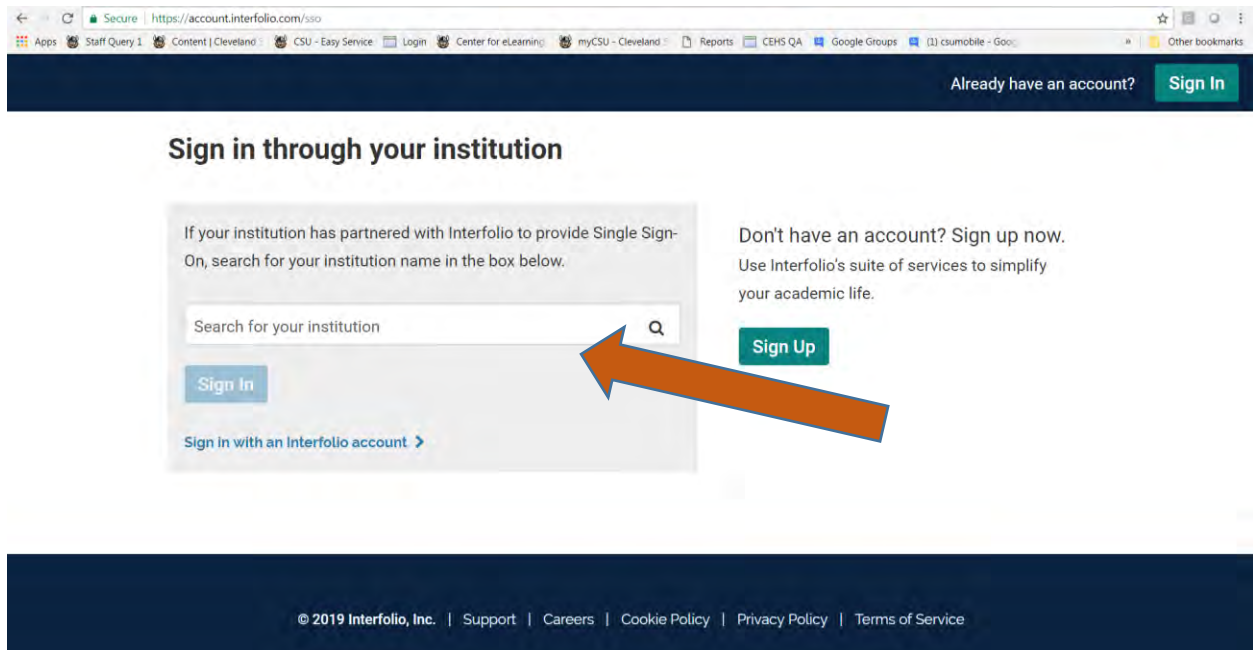 Secure | https://account.interfolio.com/sso
Apps Staff Query 1 Content | Cleveland CSU - Easy Service Login Center for eLearning myCSU - Cleveland Reports CEHS QA Google Groups (1) csumobile - Goo » Other bookmarks
Already have an account? Sign In
Sign in through your institution
If your institution has partnered with Interfolio to provide Single Sign-
On, search for your institution name in the box below.
Search for your institution
Sign In
Sign in with an Interfolio account
Don't have an account? Sign up now.
Use Interfolio's suite of services to simplify
your academic life.
Sign Up
© 2019 Interfolio, Inc. | Support | Careers | Cookie Policy | Privacy Policy | Terms of Service